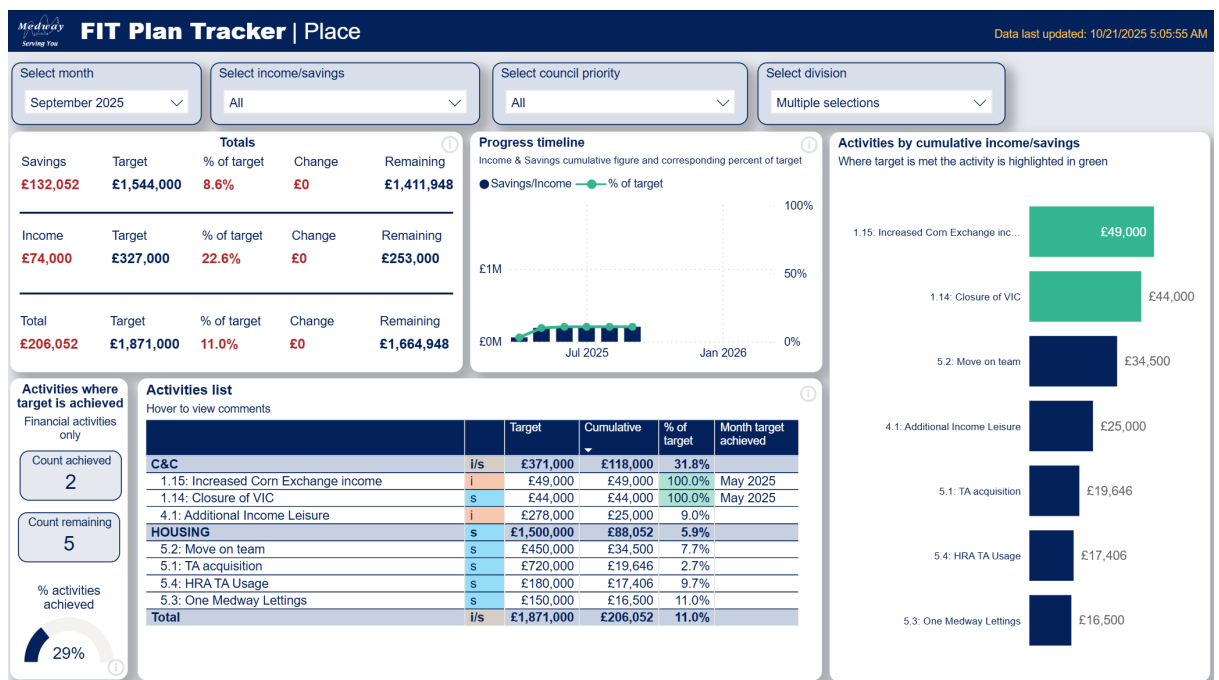 Medway
Serving You
FIT Plan Tracker | Place
Data last updated: 10/21/2025 5:05:55 AM
Select month
September 2025
Select income/savings
All
Select council priority
All
Select division
Multiple selections
Totals
Savings Target % of target Change Remaining
£132,052 £1,544,000 8.6% £0 £1,411,948
Income Target % of target Change Remaining
£74,000 £327,000 22.6% £0 £253,000
Total Target % of target Change Remaining
£206,052 £1,871,000 11.0% £0 £1,664,948
Progress timeline
Income & Savings cumulative figure and corresponding percent of target
Savings/Income % of target
100%
£1M 50%
£0M 0%
Jul 2025 Jan 2026
Activities by cumulative income/savings
Where target is met the activity is highlighted in green
1.15: Increased Corn Exchange inc... £49,000
1.14: Closure of VIC £44,000
5.2: Move on team £34,500
4.1: Additional Income Leisure £25,000
5.1: TA acquisition £19,646
5.4: HRA TA Usage £17,406
5.3: One Medway Lettings £16,500
Activities where
target is achieved
Financial activities
only
Count achieved
2
Count remaining
5
% activities
achieved
29%
Activities list
Hover to view comments
Target Cumulative % of target Month target achieved
C&C i/s £371,000 £118,000 31.8%
1.15: Increased Corn Exchange income i £49,000 £49,000 100.0% May 2025
1.14: Closure of VIC s £44,000 £44,000 100.0% May 2025
4.1: Additional Income Leisure i £278,000 £25,000 9.0%
HOUSING s £1,500,000 £88,052 5.9%
5.2: Move on team s £450,000 £34,500 7.7%
5.1: TA acquisition s £720,000 £19,646 2.7%
5.4: HRA TA Usage s £180,000 £17,406 9.7%
5.3: One Medway Lettings s £150,000 £16,500 11.0%
Total i/s £1,871,000 £206,052 11.0%